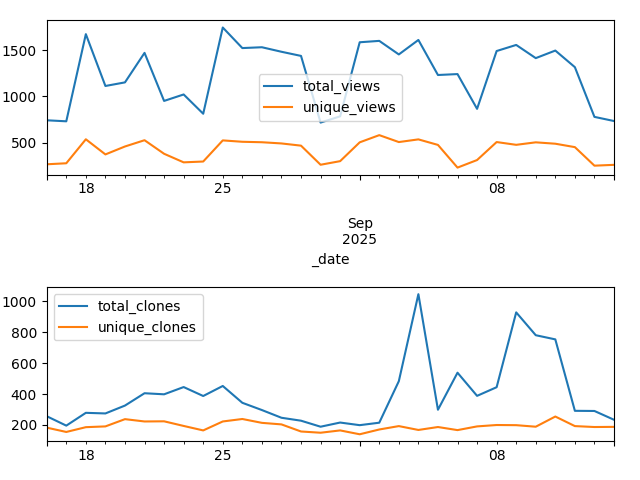 1500
1000
500
total_views
unique_views
18
25
08
Sep
2025
_date
1000
800
600
400
200
total_clones
unique_clones
18
25
08